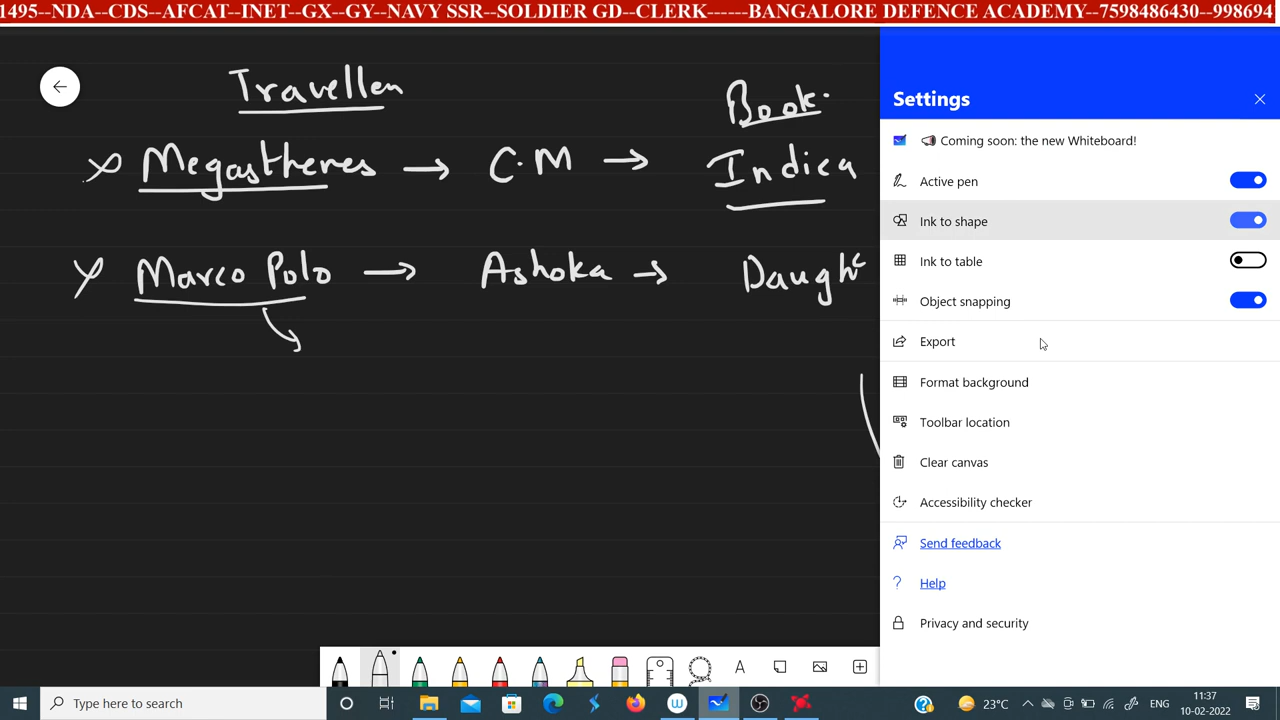 1495--NDA--CDS--AFCAT--INET--GX--GY--NAVY SSR--SOLDIER GD--CLERK------BANGALORE DEFENCE ACADEMY--7598486430--998694
Travellers
Book.
Megasthenes → C.M → Indica
Marco Polo → Ashoka → Daught
Settings
Coming soon: the new Whiteboard!
Active pen
Ink to shape
Ink to table
Object snapping
Export
Format background
Toolbar location
Clear canvas
Accessibility checker
Send feedback
Help
Privacy and security
Type here to search
23°C
ENG
11:37
10-02-2022